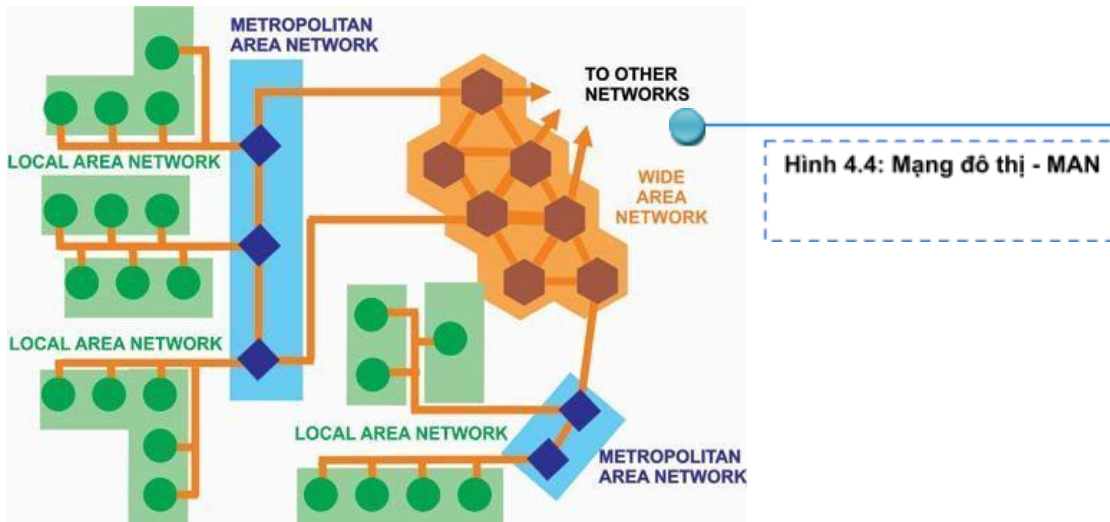 METROPOLITAN
AREA NETWORK
TO OTHER
NETWORKS
LOCAL AREA NETWORK
WIDE
AREA
NETWORK
Hình 4.4: Mạng đô thị - MAN
LOCAL AREA NETWORK
LOCAL AREA NETWORK
METROPOLITAN
AREA NETWORK